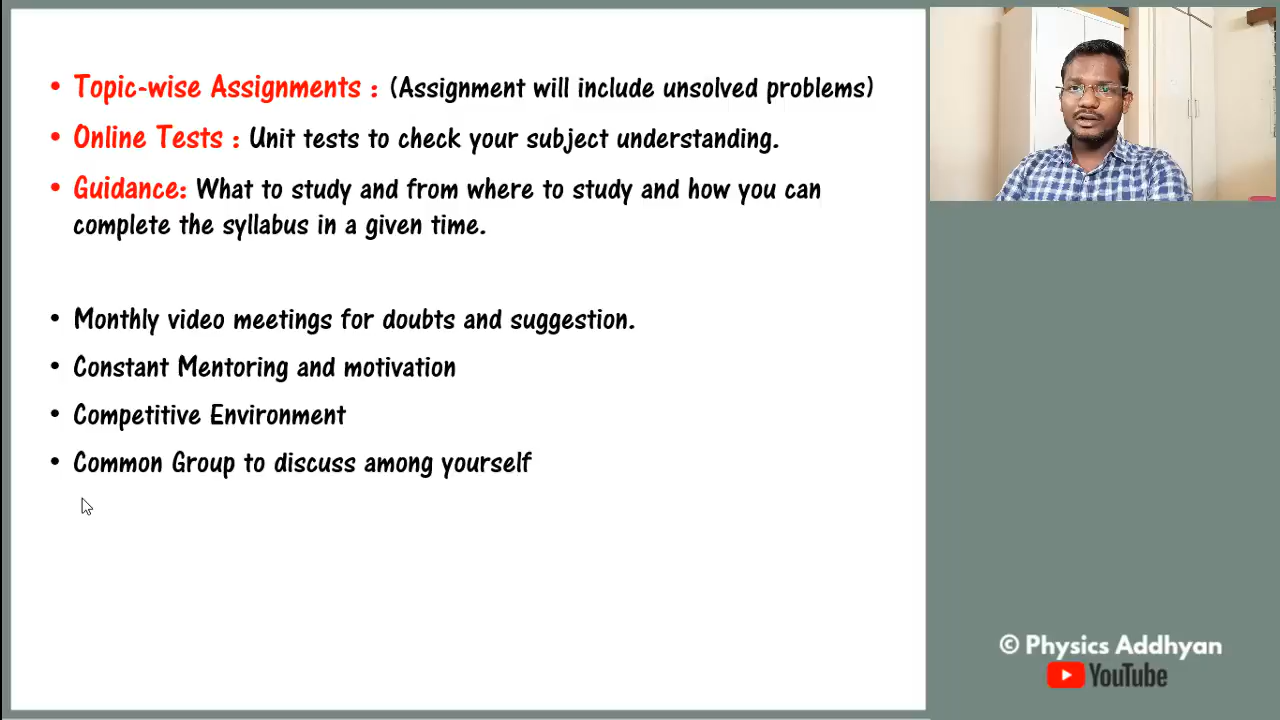 • Topic-wise Assignments : (Assignment will include unsolved problems)
• Online Tests : Unit tests to check your subject understanding.
• Guidance: What to study and from where to study and how you can
complete the syllabus in a given time.
• Monthly video meetings for doubts and suggestion.
• Constant Mentoring and motivation
• Competitive Environment
• Common Group to discuss among yourself
© Physics Addhyan
YouTube